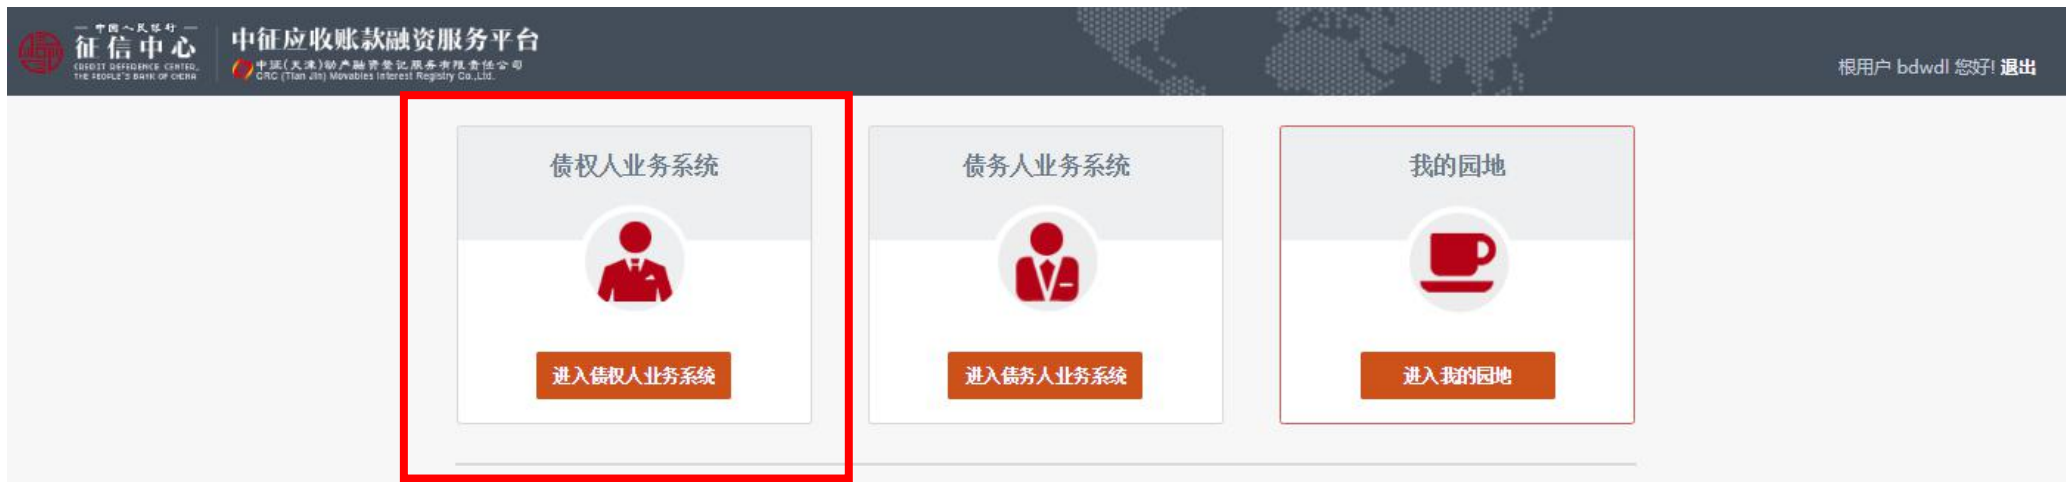 中国人民银行
征信中心
CREDIT REFERENCE CENTER,
THE PEOPLE'S BANK OF CHINA
中征应收账款融资服务平台
中征(天津)动产融资登记服务有限责任公司
CRC (Tian Jin) Movables Interest Registry Co.,Ltd.
根用户 bdwdl 您好! 退出
债权人业务系统
债务人业务系统
我的园地
进入债权人业务系统
进入债务人业务系统
进入我的园地